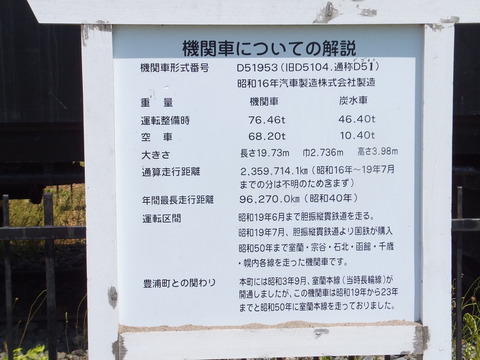 機関車についての解説
機関車形式番号 D51953(旧D5104.通称D51)
昭和16年汽車製造株式会社製造
重量 機関車 炭水車
運転整備時 76.46t 46.40t
空車 68.20t 10.40t
大きさ 長さ19.73m 巾2.736m 高さ3.98m
通算走行距離 2,359,714.1km(昭和16年～19年7月
までの分は不明のため含まず)
年間最長走行距離 96,270.0km(昭和40年)
運転区間 昭和19年6月まで胆振縦貫鉄道を走る。
昭和19年7月、胆振縦貫鉄道より国鉄が購入
昭和50年まで室蘭・宗谷・石北・函館・千歳
・幌内各線を走った機関車です。
豊浦町との関わり 本町には昭和3年9月、室蘭本線(当時長輪線)が
開通しましたが、この機関車は昭和19年から23年
までと昭和50年に室蘭本線を走っておりました。